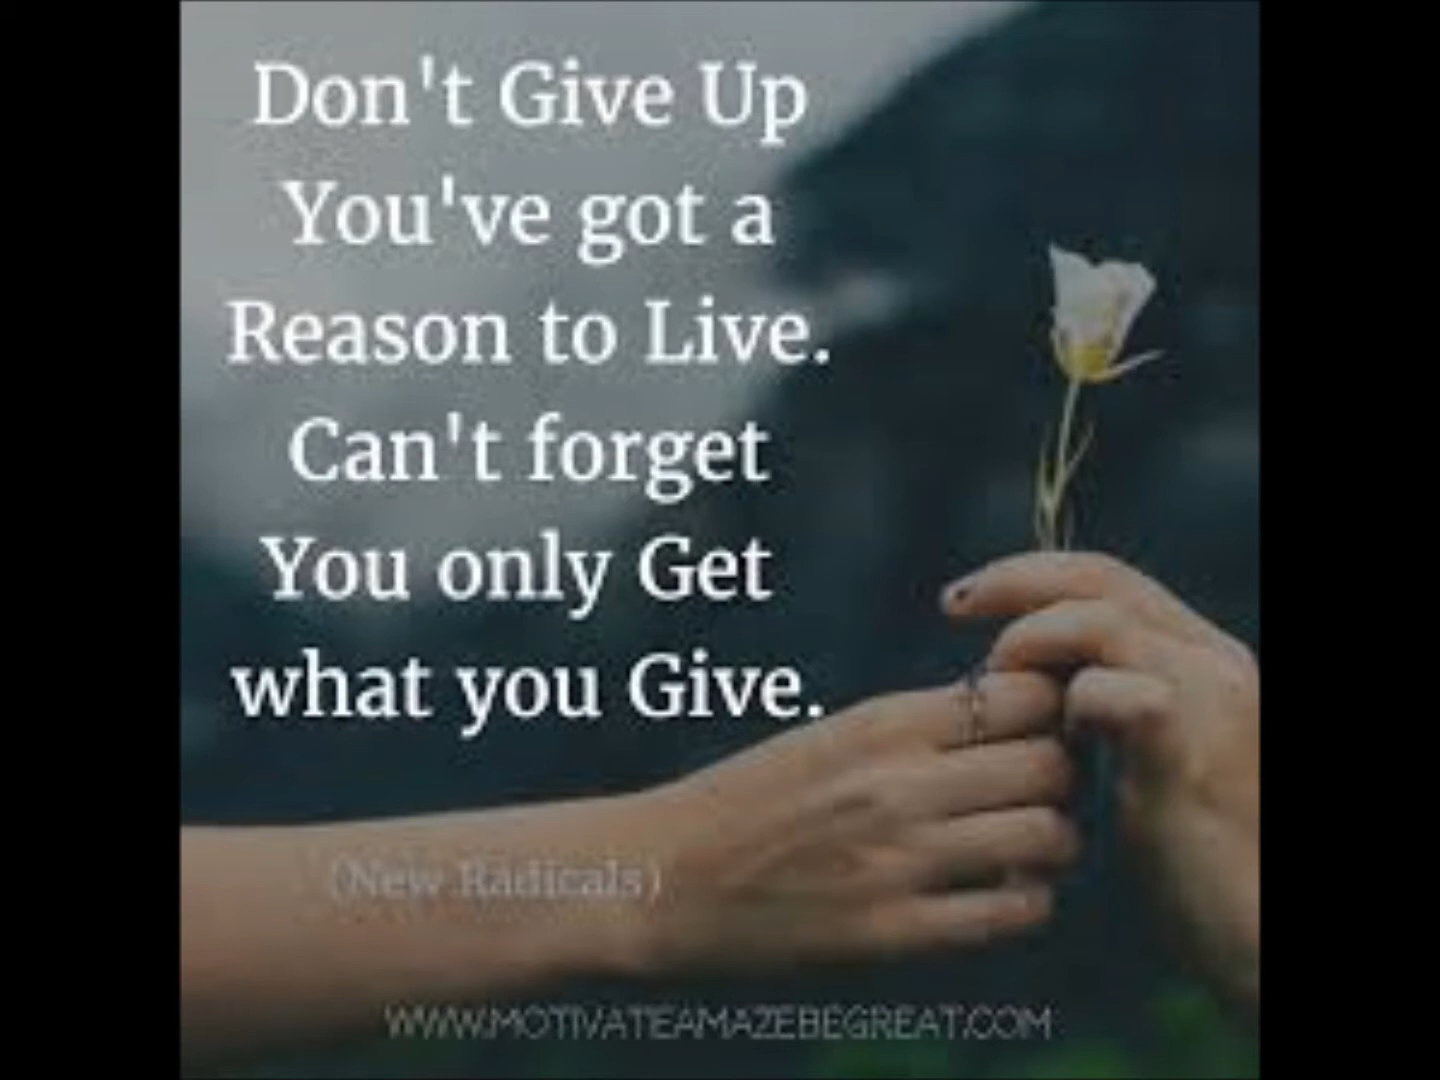 Don't Give Up
You've got a
Reason to Live.
Can't forget
You only Get
what you Give.
(New Radicals)
WWW.MOTIVATEAMAZEBEGREAT.COM